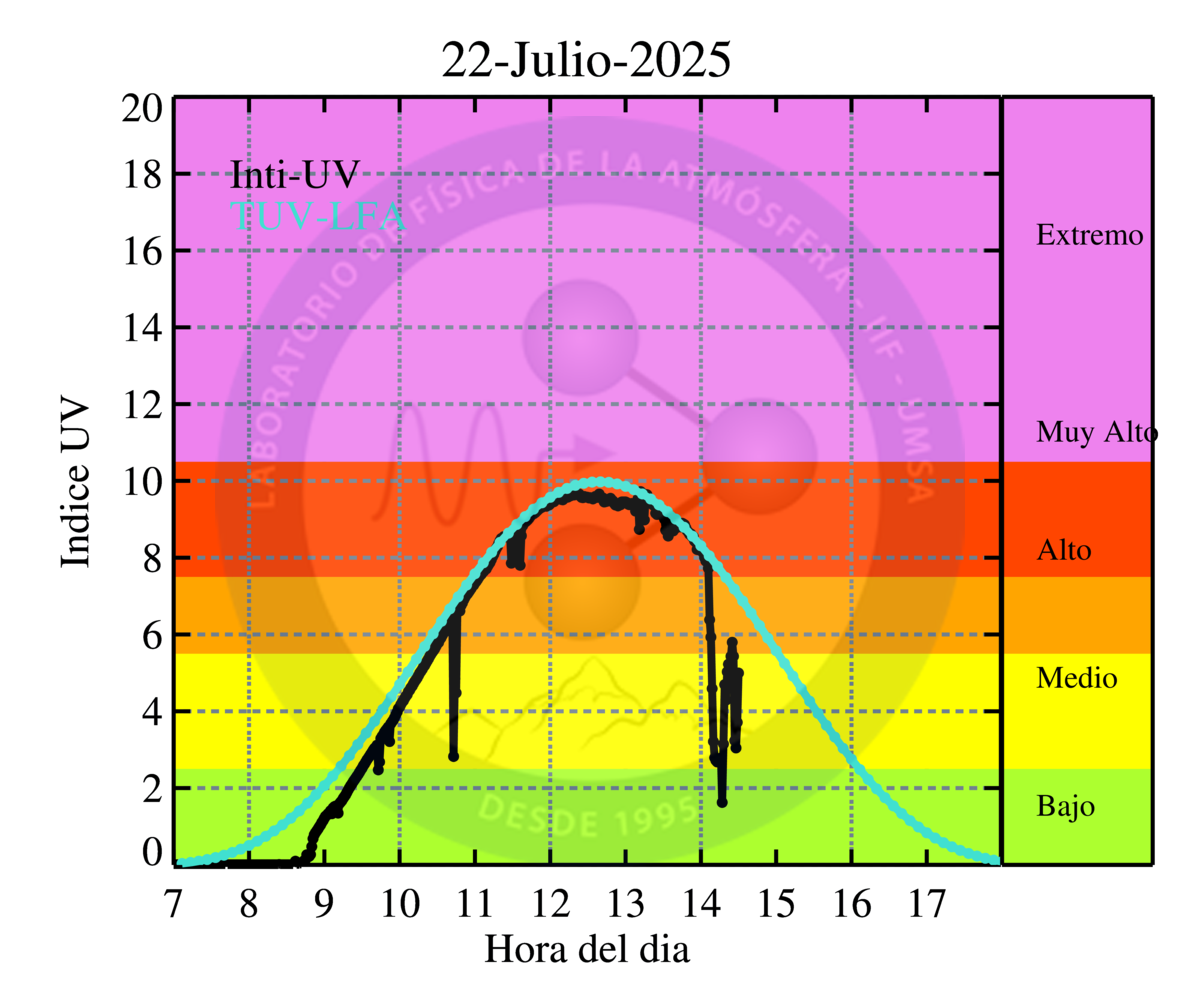 22-Julio-2025
20
18
16
14
12
10
8
6
4
2
0
Indice UV
Inti-UV
TUV-LFA
LABORATORIO DE FÍSICA DE LA ATMÓSFERA - IIF - UMSA
DESDE 1995
Extremo
Muy Alto
Alto
Medio
Bajo
7 8 9 10 11 12 13 14 15 16 17
Hora del dia